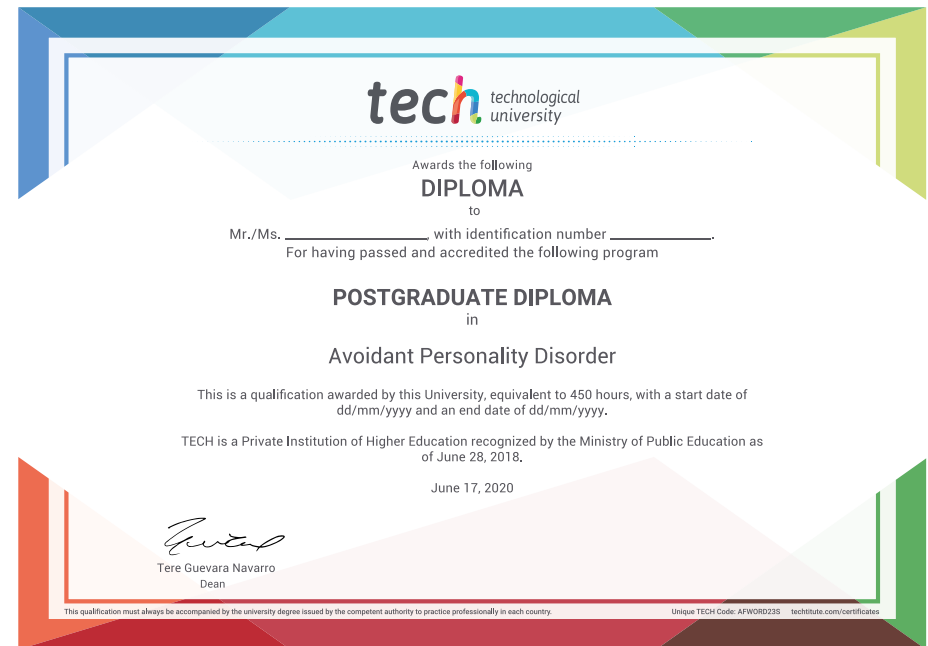 tech technological
university
Awards the following
DIPLOMA
to
Mr./Ms. ____________________, with identification number ______________.
For having passed and accredited the following program
POSTGRADUATE DIPLOMA
in
Avoidant Personality Disorder
This is a qualification awarded by this University, equivalent to 450 hours, with a start date of
dd/mm/yyyy and an end date of dd/mm/yyyy.
TECH is a Private Institution of Higher Education recognized by the Ministry of Public Education as
of June 28, 2018.
June 17, 2020
Tere Guevara Navarro
Dean
This qualification must always be accompanied by the university degree issued by the competent authority to practice professionally in each country.
Unique TECH Code: AFWORD23S techtitute.com/certificates